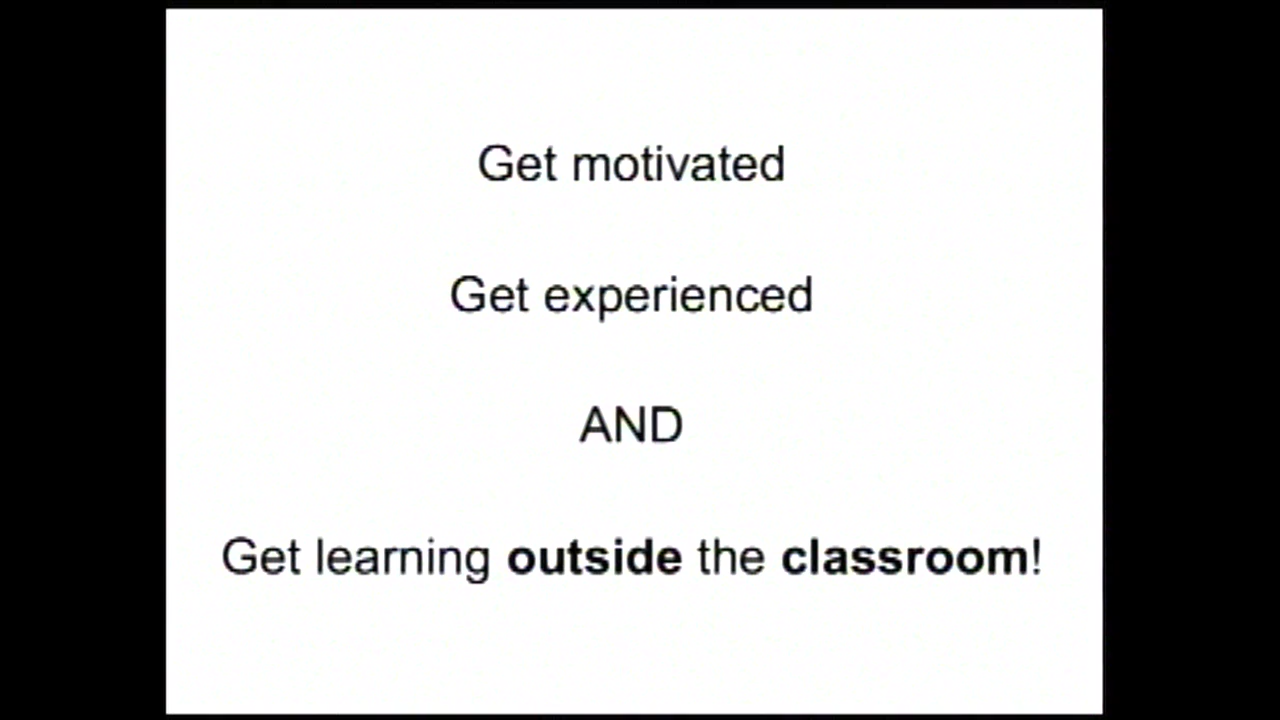 Get motivated
Get experienced
AND
Get learning outside the classroom!